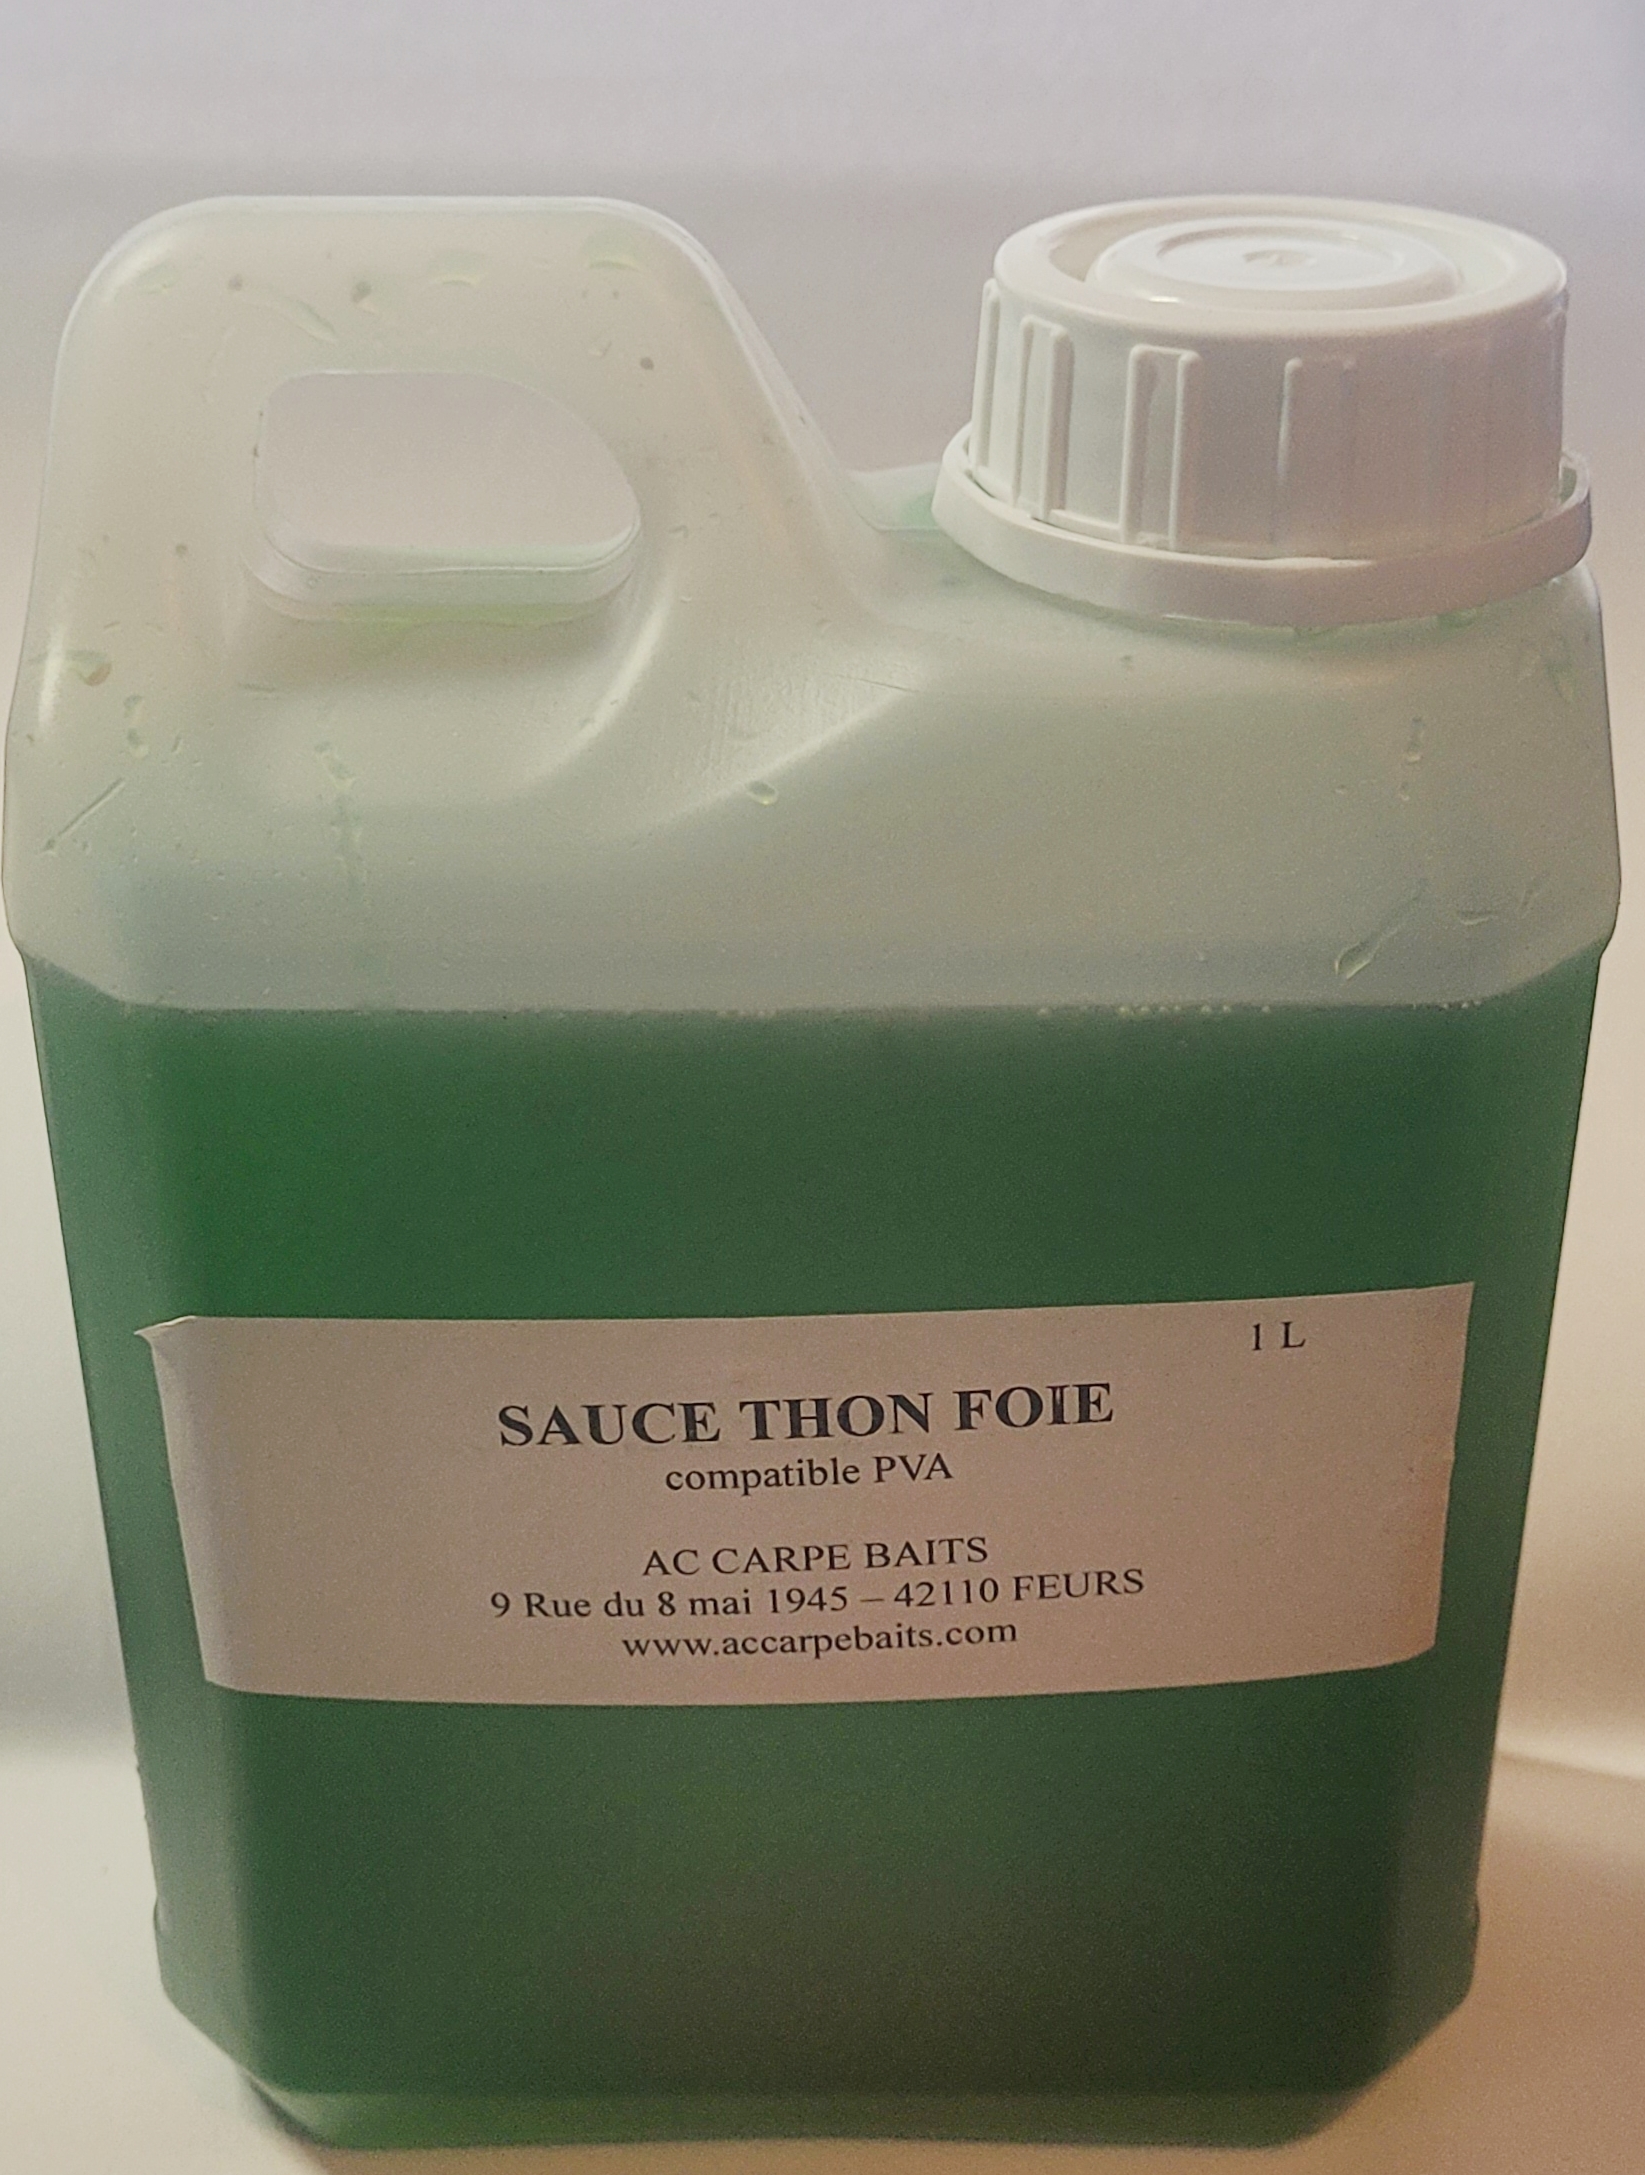 1 L
SAUCE THON FOIE
compatible PVA
AC CARPE BAITS
9 Rue du 8 mai 1945 – 42110 FEURS
www.accarpebaits.com